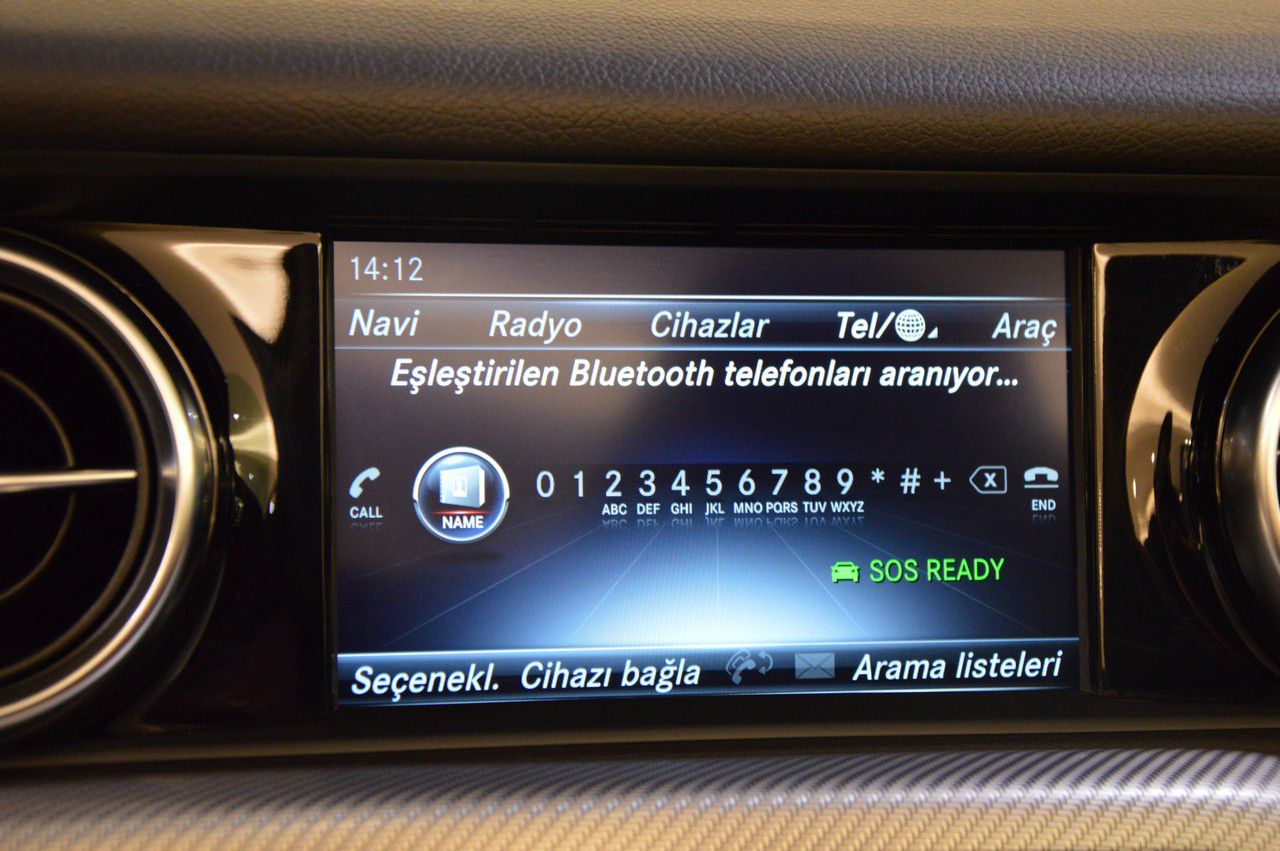 14:12
Navi Radyo Cihazlar Tel/ Araç
Eşleştirilen Bluetooth telefonları aranıyor...
CALL NAME 0 1 2 3 4 5 6 7 8 9 * # + X END
ABC DEF GHI JKL MNO PQRS TUV WXYZ
SOS READY
Seçenekl. Cihazı bağla Arama listeleri